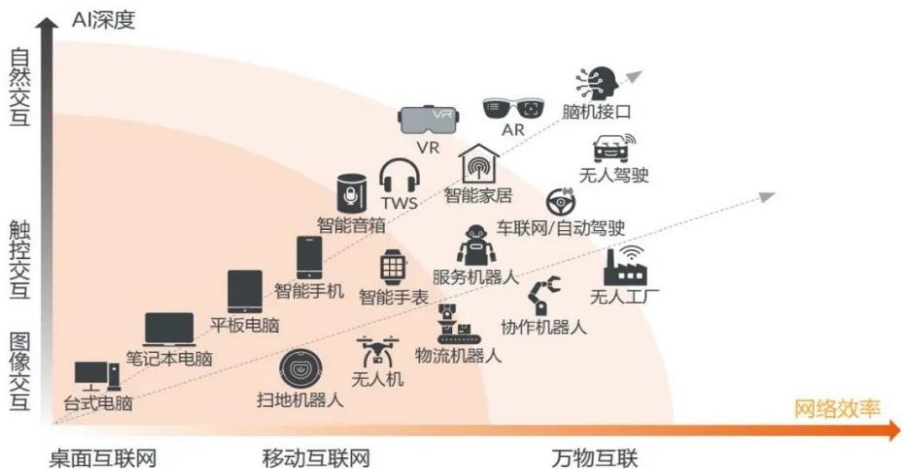 AI深度
自然交互
触控交互
图像交互
脑机接口
VR
AR
VR
无人驾驶
TWS
智能家居
智能音箱
车联网/自动驾驶
服务机器人
智能手机
智能手表
无人工厂
平板电脑
协作机器人
笔记本电脑
物流机器人
无人机
扫地机器人
台式电脑
网络效率
桌面互联网
移动互联网
万物互联